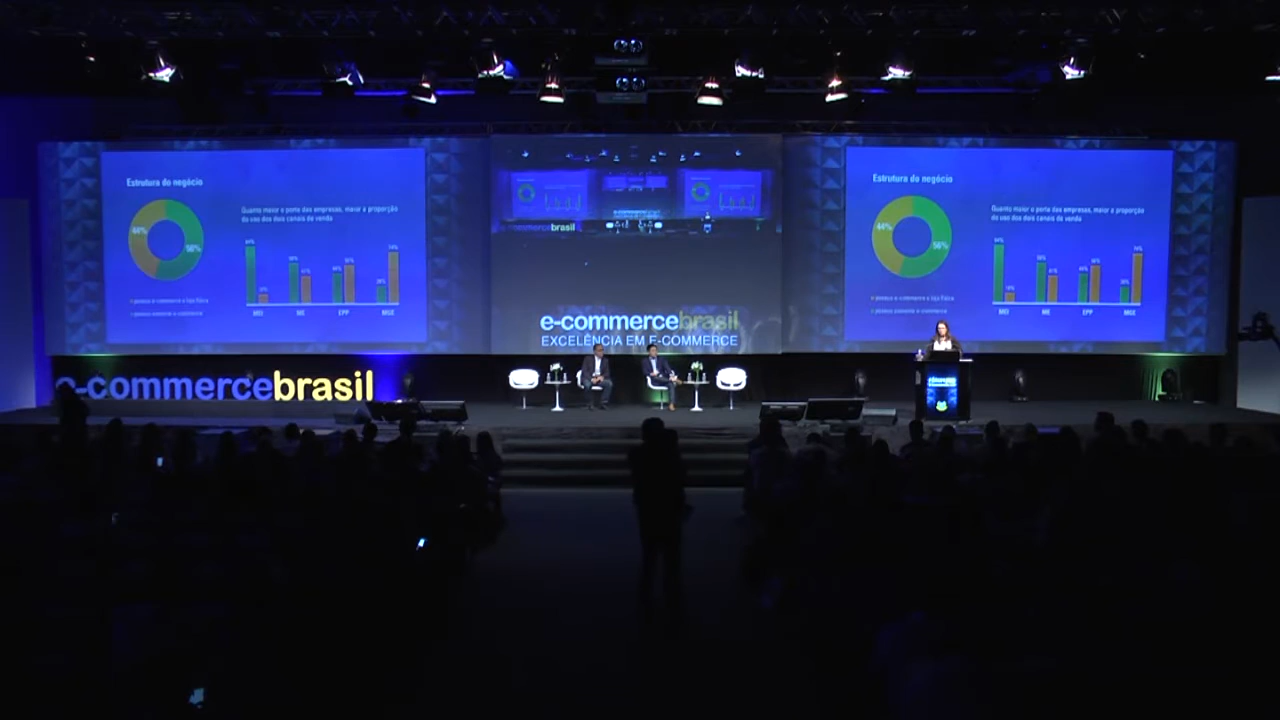 Estrutura do negócio
44%
56%
Quanto maior o porte das empresas, maior a proporção
do uso dos dois canais de venda
MEI
ME
EPP
MGE
e-commercebrasil
EXCELÊNCIA EM E-COMMERCE
Estrutura do negócio
44%
56%
Quanto maior o porte das empresas, maior a proporção
do uso dos dois canais de venda
MEI
ME
EPP
MGE
e-commercebrasil